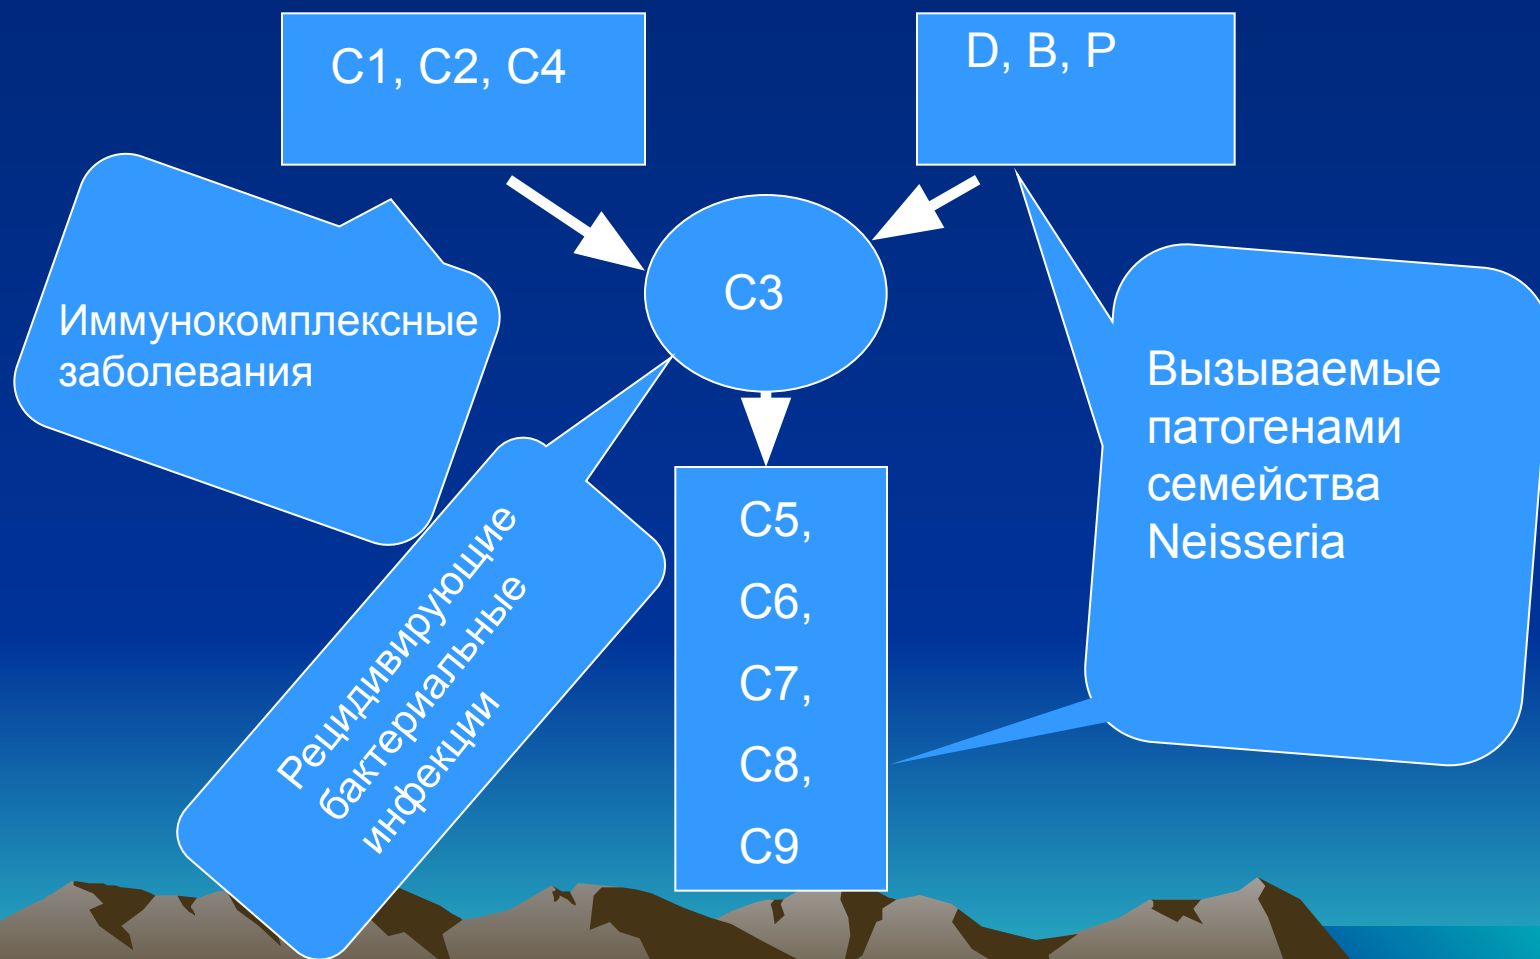 C1, C2, C4
D, B, P
C3
Иммунокомплексные
заболевания
Рецидивирующие
бактериальные
инфекции
C5,
C6,
C7,
C8,
C9
Вызываемые
патогенами
семейства
Neisseria